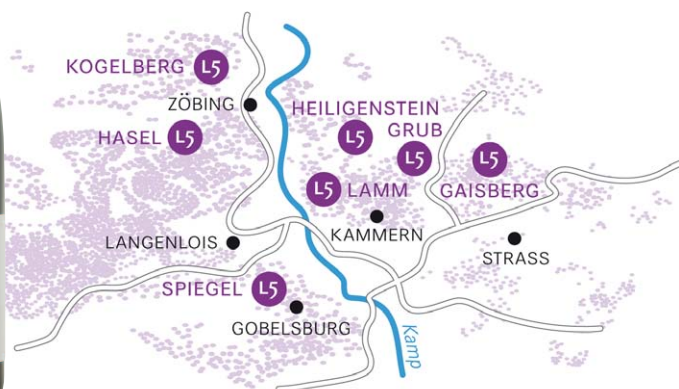 KOGELBERG L5
ZÖBING
HEILIGENSTEIN
HASEL L5
L5
GRUB
L5
L5
L5 LAMM
GAISBERG
KAMMERN
LANGENLOIS
STRASS
SPIEGEL L5
GOBELSBURG
Kamp